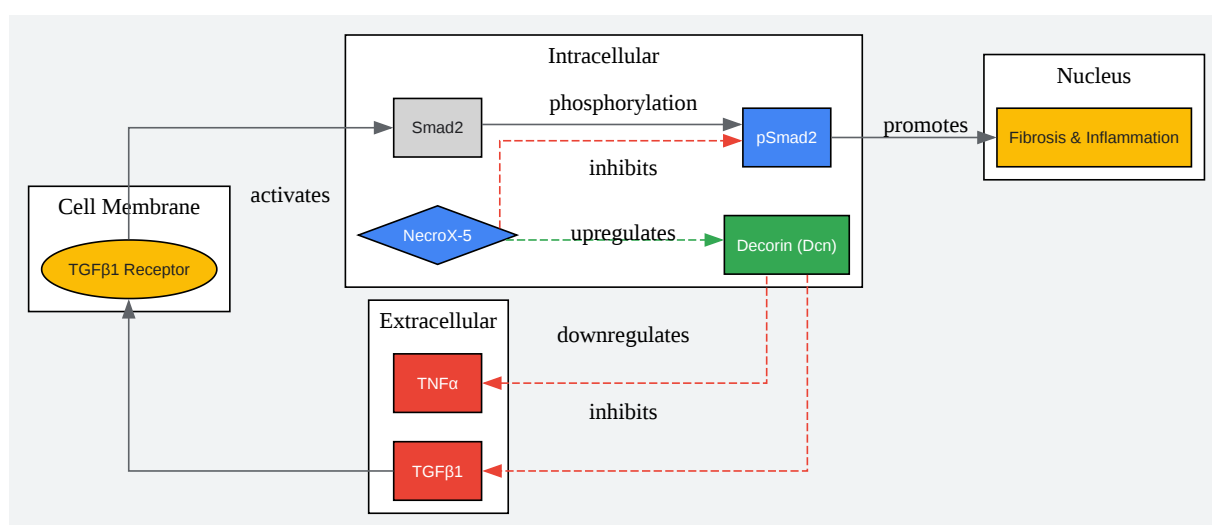 Intracellular
Nucleus
phosphorylation
Smad2
pSmad2
promotes
Fibrosis & Inflammation
inhibits
activates
Cell Membrane
NecroX-5
upregulates
Decorin (Dcn)
TGFβ1 Receptor
Extracellular
downregulates
TNFα
inhibits
TGFβ1